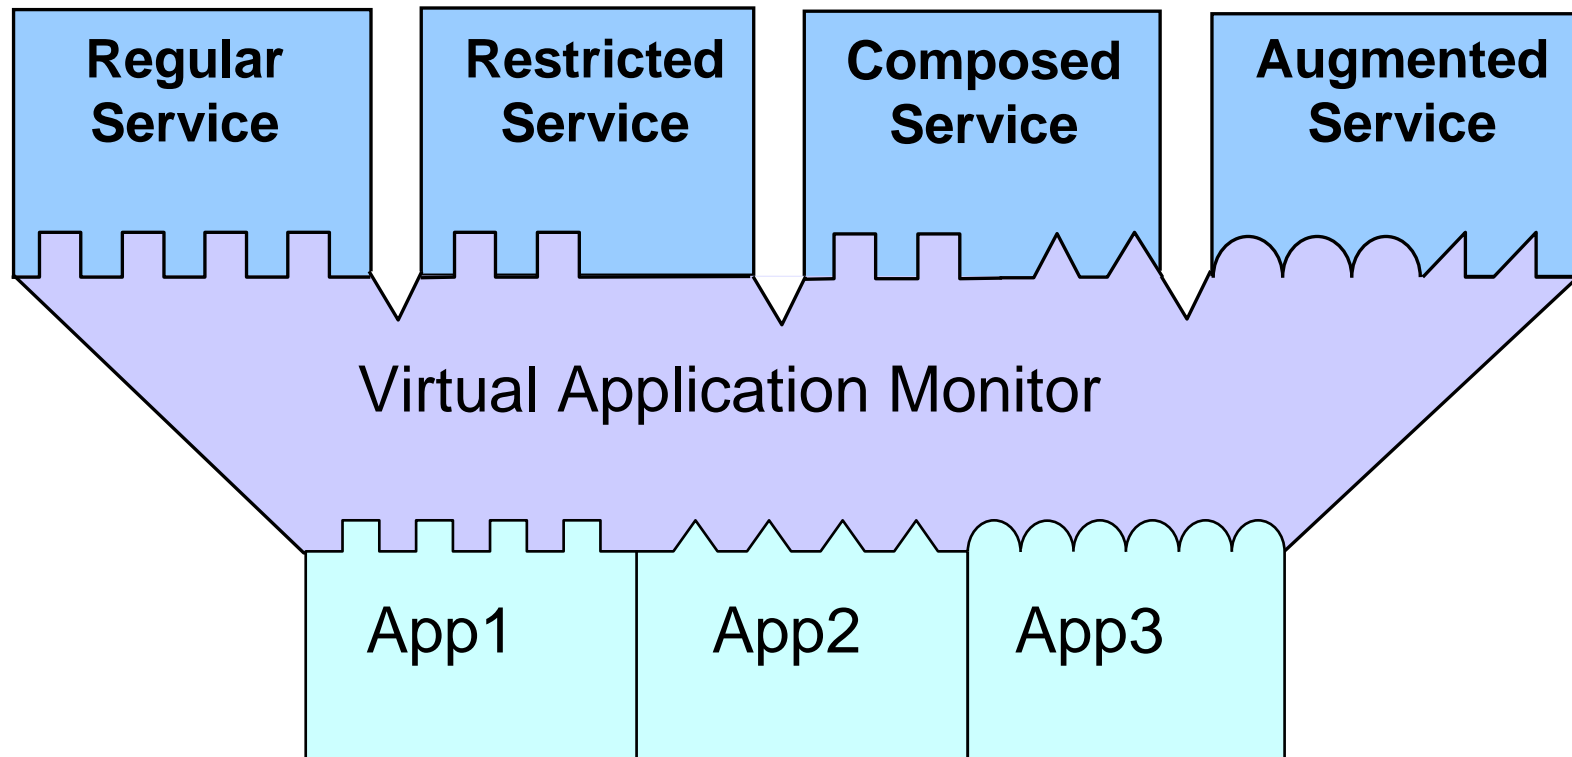 Regular
Service
Restricted
Service
Composed
Service
Augmented
Service
Virtual Application Monitor
App1
App2
App3